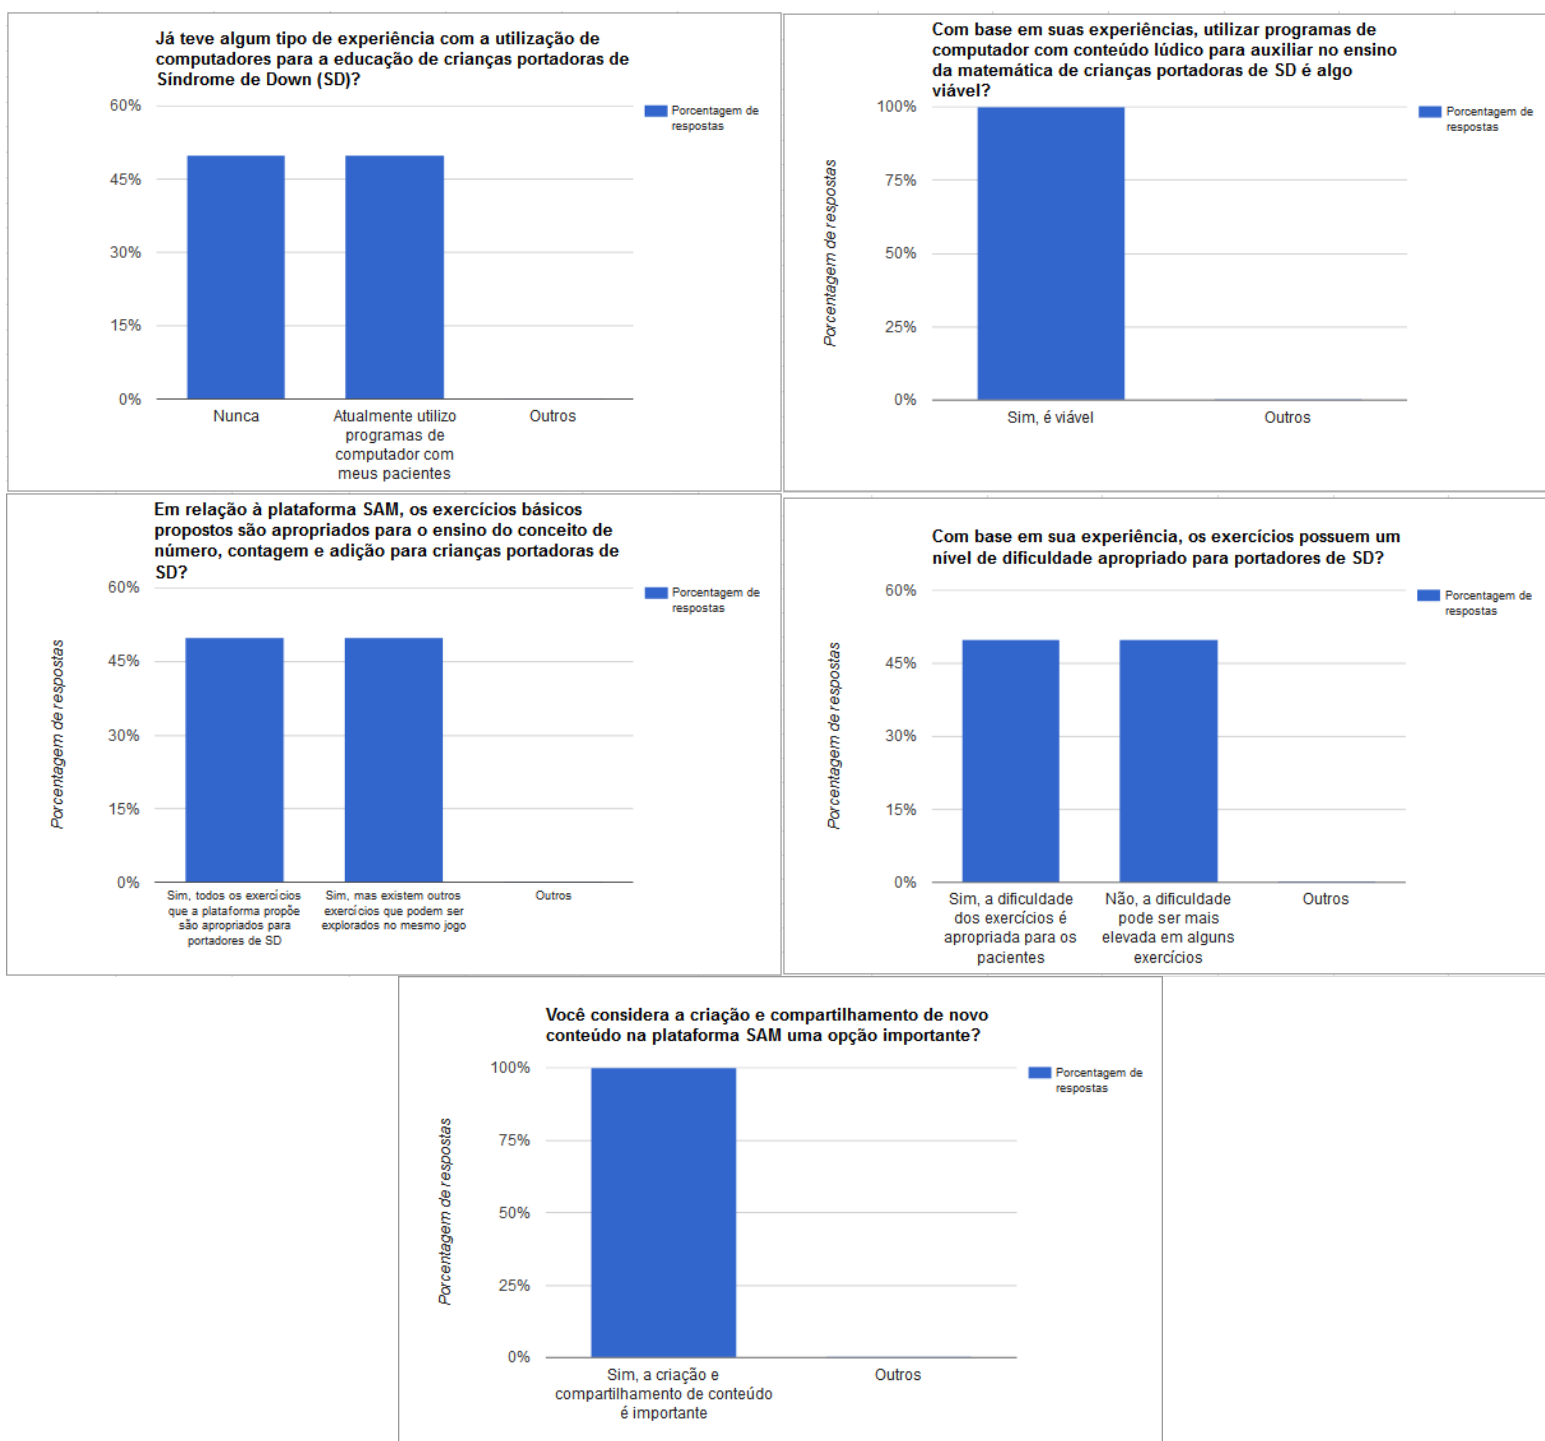 Já teve algum tipo de experiência com a utilização de
computadores para a educação de crianças portadoras de
Síndrome de Down (SD)?
60%
45%
30%
15%
0%
Porcentagem de
respostas
Nunca
Atualmente utilizo
programas de
computador com
meus pacientes
Outros
Com base em suas experiências, utilizar programas de
computador com conteúdo lúdico para auxiliar no ensino
da matemática de crianças portadoras de SD é algo
viável?
100%
75%
50%
25%
0%
Porcentagem de respostas
Porcentagem de
respostas
Sim, é viável
Outros
Em relação à plataforma SAM, os exercícios básicos
propostos são apropriados para o ensino do conceito de
número, contagem e adição para crianças portadoras de
SD?
60%
45%
30%
15%
0%
Porcentagem de respostas
Porcentagem de
respostas
Sim, todos os exercícios
que a plataforma propõe
são apropriados para
portadores de SD
Sim, mas existem outros
exercícios que podem ser
explorados no mesmo jogo
Outros
Com base em sua experiência, os exercícios possuem um
nível de dificuldade apropriado para portadores de SD?
60%
45%
30%
15%
0%
Porcentagem de respostas
Porcentagem de
respostas
Sim, a dificuldade
dos exercícios é
apropriada para os
pacientes
Não, a dificuldade
pode ser mais
elevada em alguns
exercícios
Outros
Você considera a criação e compartilhamento de novo
conteúdo na plataforma SAM uma opção importante?
100%
75%
50%
25%
0%
Porcentagem de respostas
Porcentagem de
respostas
Sim, a criação e
compartilhamento de conteúdo
é importante
Outros